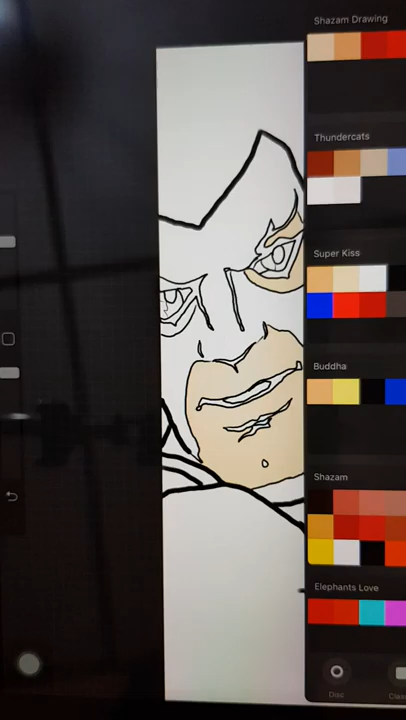 Shazam Drawing
Thundercats
Super Kiss
Buddha
Shazam
Elephants Love
Disc